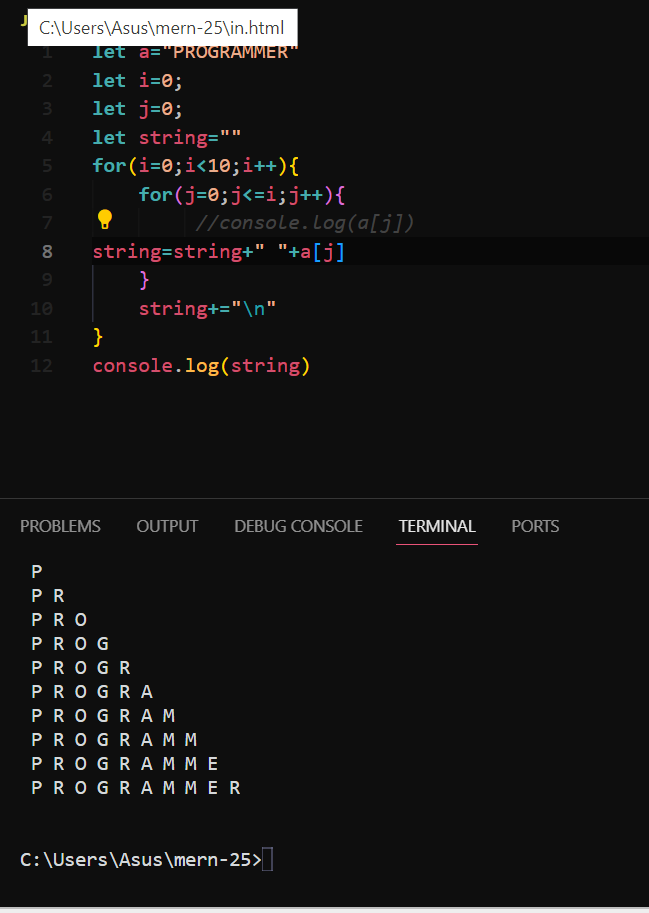 J
C:\Users\Asus\mern-25\in.html
1 let a="PROGRAMMER"
2 let i=0;
3 let j=0;
4 let string=""
5 for(i=0;i<10;i++){
6 for(j=0;j<=i;j++){
7 //console.log(a[j])
8 string=string+" "+a[j]
9 }
10 string+="\n"
11 }
12 console.log(string)
PROBLEMS OUTPUT DEBUG CONSOLE TERMINAL PORTS
P
P R
P R O
P R O G
P R O G R
P R O G R A
P R O G R A M
P R O G R A M M
P R O G R A M M E
P R O G R A M M E R
C:\Users\Asus\mern-25>